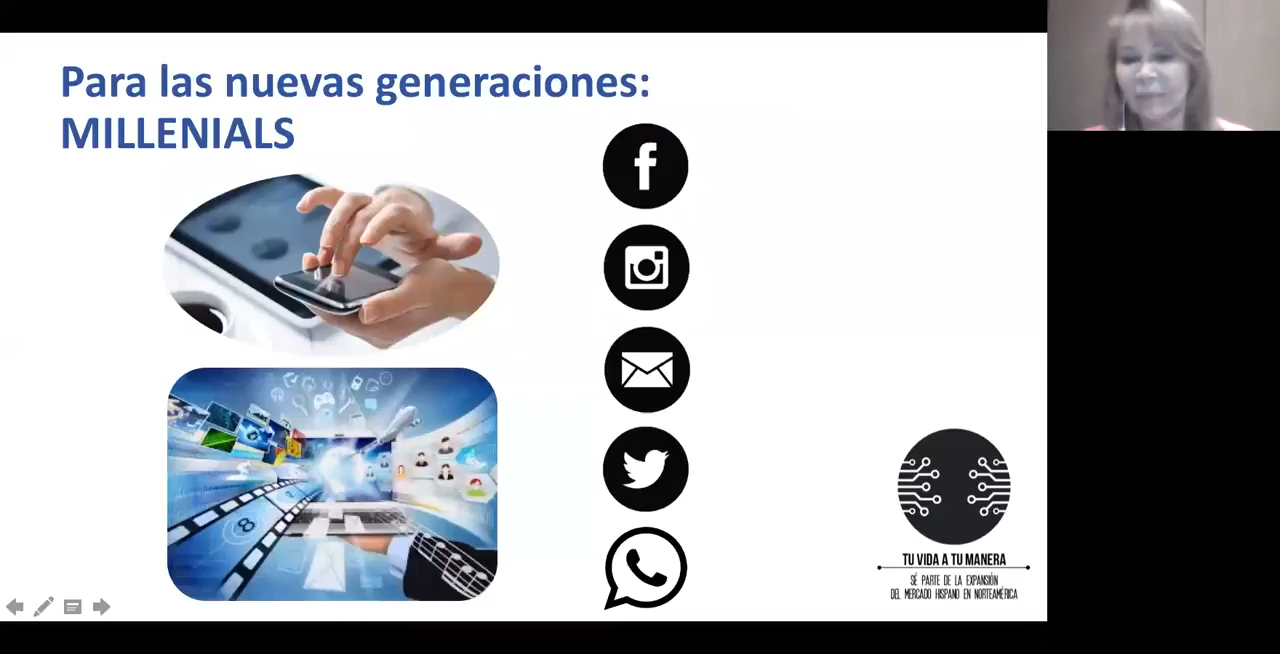 Para las nuevas generaciones:
MILLENIALS
8
TU VIDA A TU MANERA
SÉ PARTE DE LA EXPANSIÓN
DEL MERCADO HISPANO EN NORTEAMÉRICA